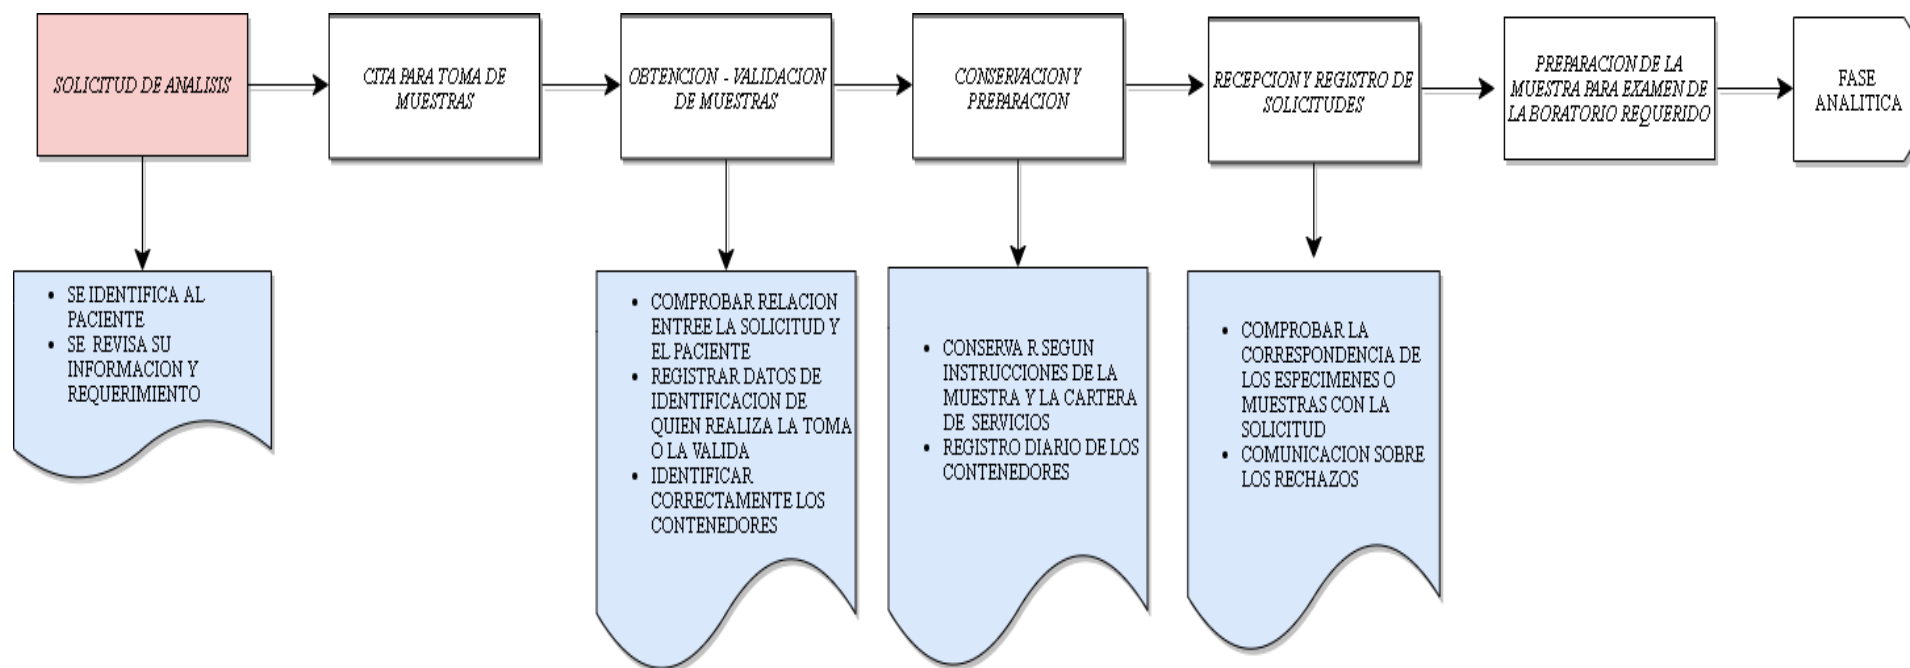 SOLICITUD DE ANALISIS
CITA PARA TOMA DE
MUESTRAS
OBTENCION - VALIDACION
DE MUESTRAS
CONSERVACION Y
PREPARACION
RECEPCION Y REGISTRO DE
SOLICITUDES
PREPARACION DE LA
MUESTRA PARA EXAMEN DE
LA BORATORIO REQUERIDO
FASE
ANALITICA
• SE IDENTIFICA AL
PACIENTE
• SE REVISA SU
INFORMACION Y
REQUERIMIENTO
• COMPROBAR RELACION
ENTREE LA SOLICITUD Y
EL PACIENTE
• REGISTRAR DATOS DE
IDENTIFICACION DE
QUIEN REALIZA LA TOMA
O LA VALIDA
• IDENTIFICAR
CORRECTAMENTE LOS
CONTENEDORES
• CONSERVA R SEGUN
INSTRUCCIONES DE LA
MUESTRA Y LA CARTERA
DE SERVICIOS
• REGISTRO DIARIO DE LOS
CONTENEDORES
• COMPROBAR LA
CORRESPONDENCIA DE
LOS ESPECIMENES O
MUESTRAS CON LA
SOLICITUD
• COMUNICACION SOBRE
LOS RECHAZOS